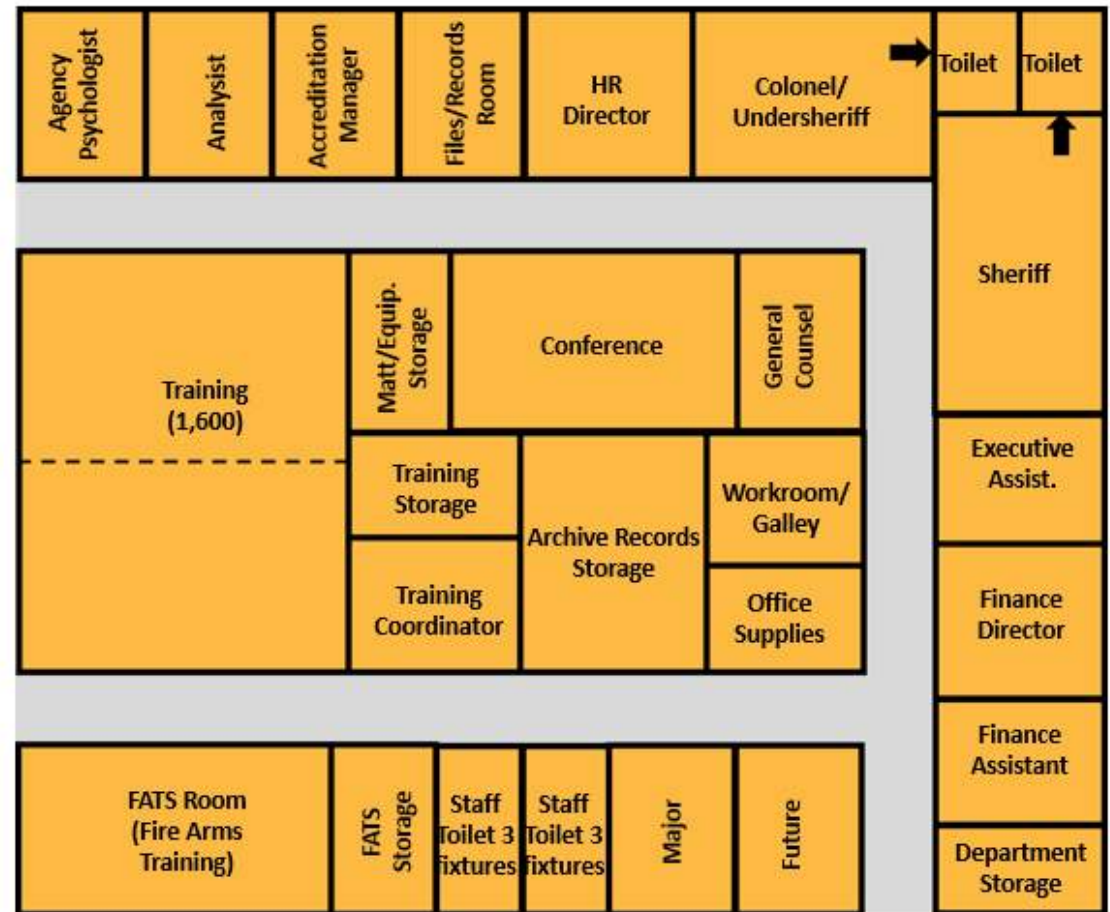 Agency
Psychologist
Analysist
Accreditation
Manager
Files/Records
Room
HR
Director
Colonel/
Undersheriff
Toilet
Toilet
Sheriff
Training
(1,600)
Matt/Equip.
Storage
Conference
General
Counsel
Training
Storage
Archive Records
Storage
Workroom/
Galley
Executive
Assist.
Training
Coordinator
Office
Supplies
Finance
Director
Finance
Assistant
FATS Room
(Fire Arms
Training)
FATS
Storage
Staff
Toilet 3
fixtures
Staff
Toilet 3
fixtures
Major
Future
Department
Storage